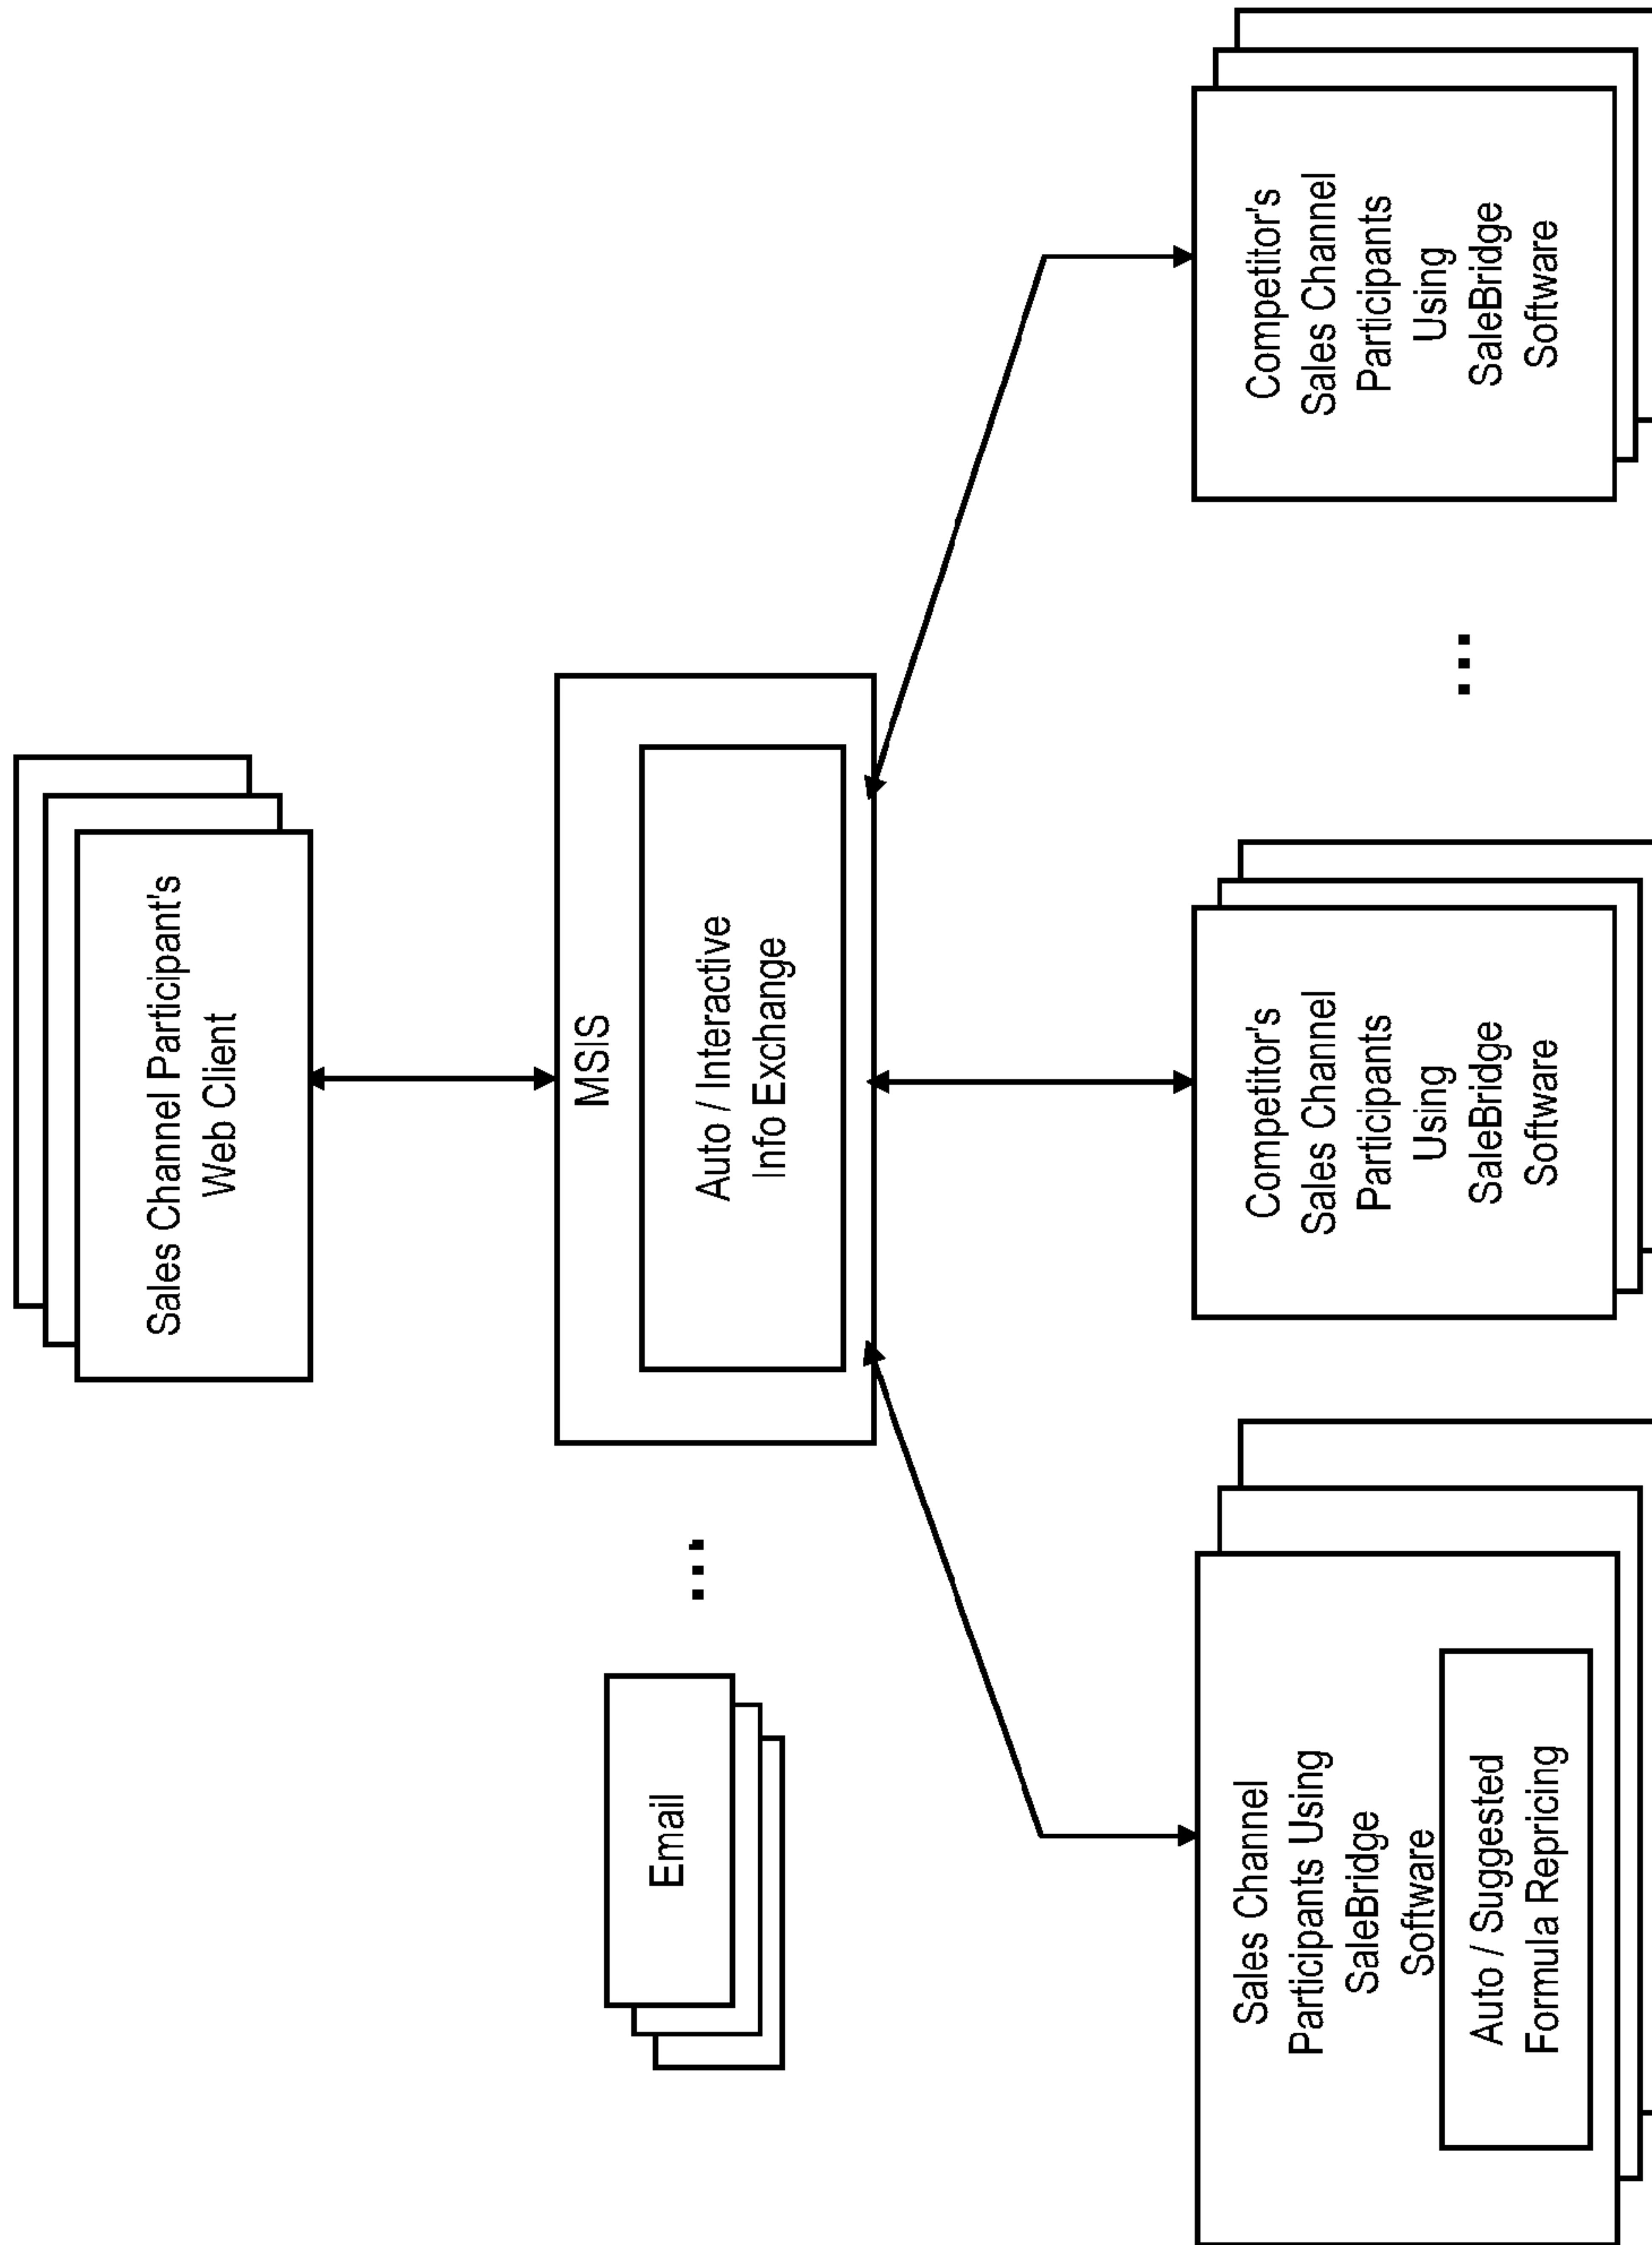 Sales Channel Participant's
Web Client
Email
...
MSIS
Auto / Interactive
Info Exchange
Sales Channel
Participants Using
SaleBridge
Software
Auto / Suggested
Formula Repricing
Competitor's
Sales Channel
Participants
Using
SaleBridge
Software
...
Competitor's
Sales Channel
Participants
Using
SaleBridge
Software